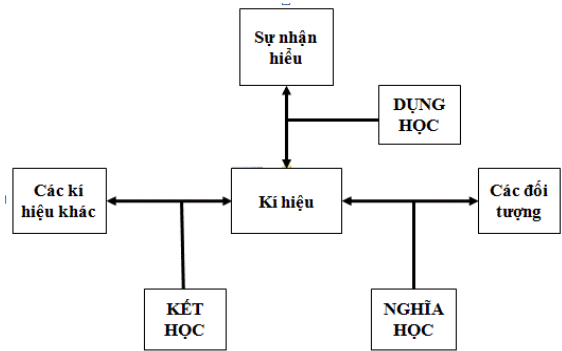 Sự nhận
hiểu
DỤNG
HỌC
Các kí
hiệu khác
Kí hiệu
Các đối
tượng
KẾT
HỌC
NGHĨA
HỌC